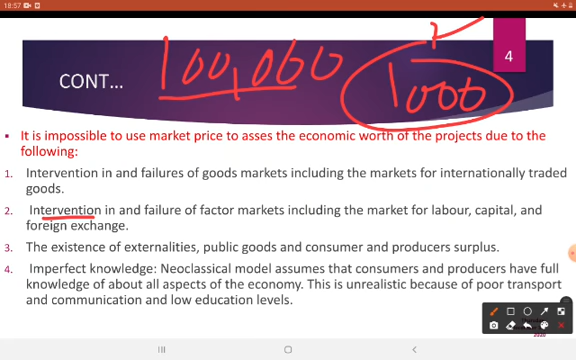 18:57
4
CONT...
100,000
1000
▪ It is impossible to use market price to asses the economic worth of the projects due to the
following:
1. Intervention in and failures of goods markets including the markets for internationally traded
goods.
2. Intervention in and failure of factor markets including the market for labour, capital, and
foreign exchange.
3. The existence of externalities, public goods and consumer and producers surplus.
4. Imperfect knowledge: Neoclassical model assumes that consumers and producers have full
knowledge of about all aspects of the economy. This is unrealistic because of poor transport
and communication and low education levels.
2020